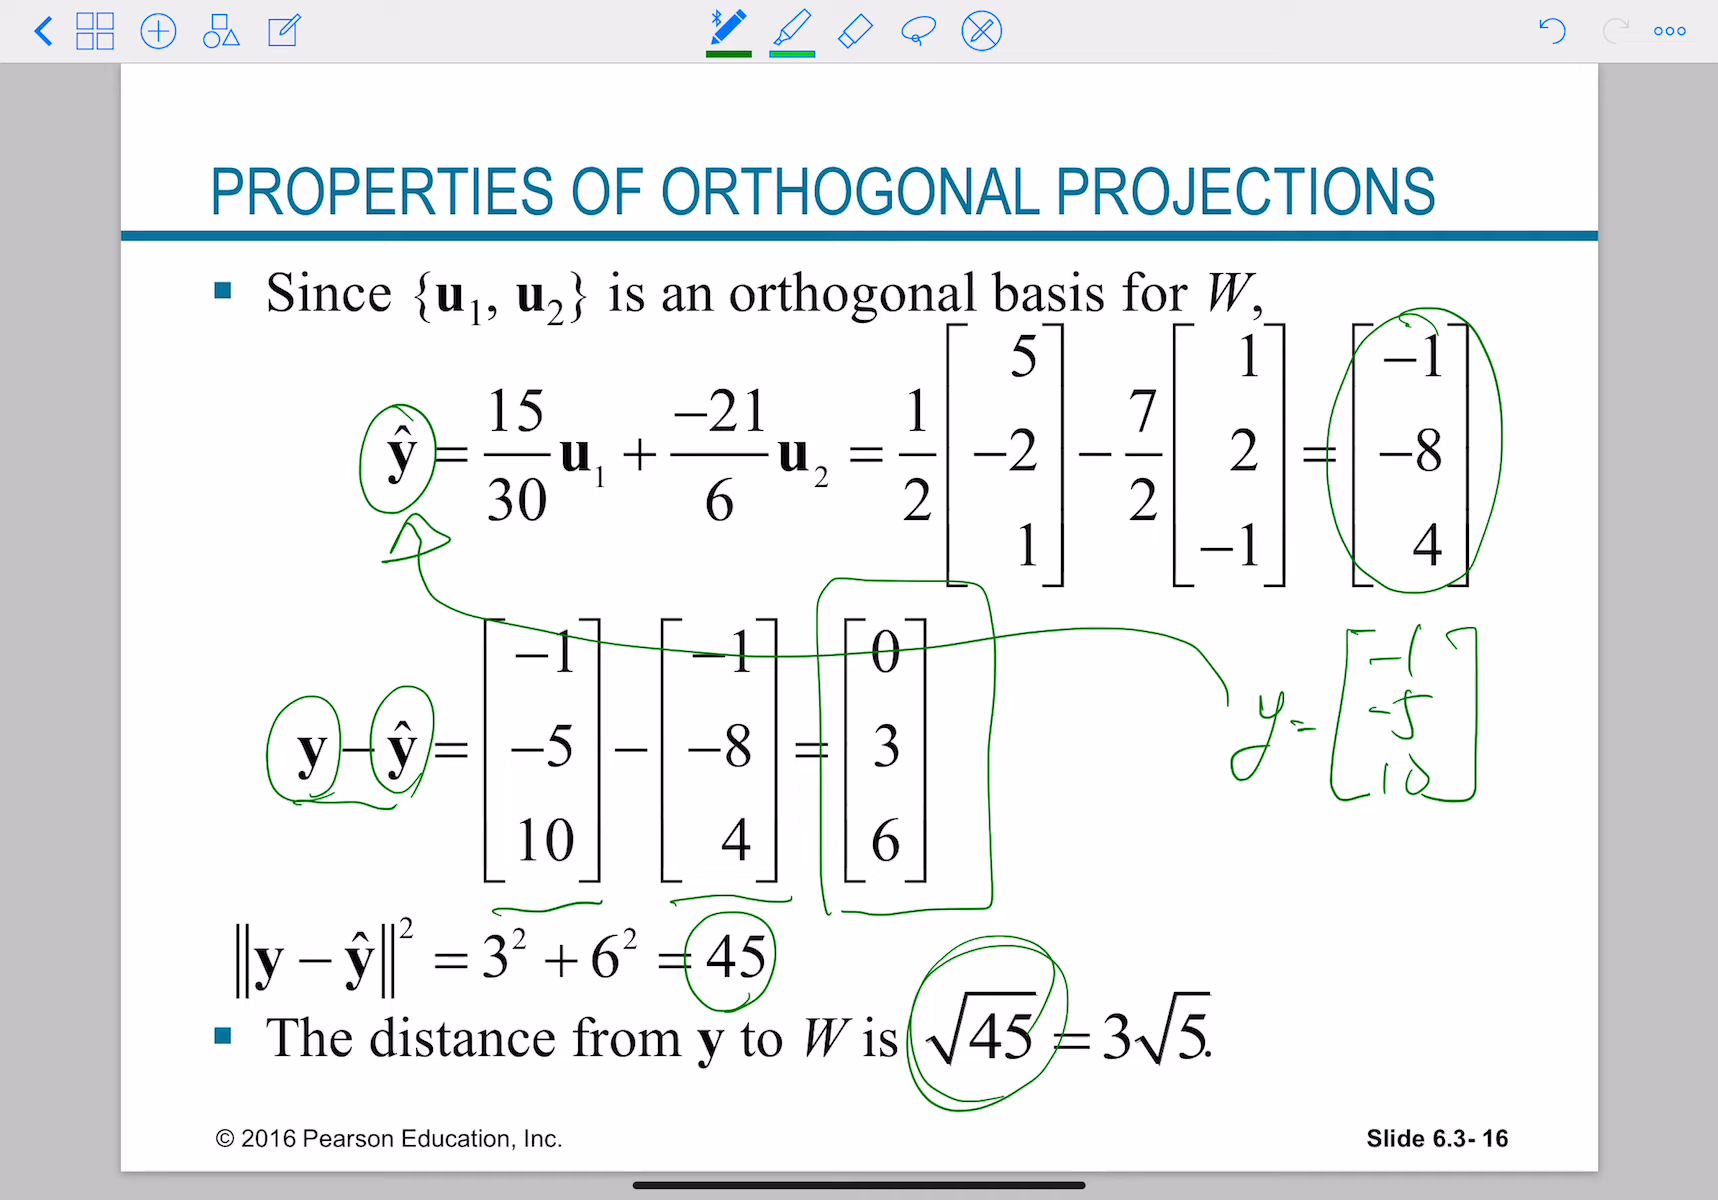 PROPERTIES OF ORTHOGONAL PROJECTIONS
▪ Since {u₁, u₂} is an orthogonal basis for W,
ŷ = 15/30 u₁ + −21/6 u₂ = 1/2 [5 −2 1] − 7/2 [1 2 −1] = [−1 −8 4]
y − ŷ = [−1 −5 10] − [−1 −8 4] = [0 3 6]
y = [-1 -5 10]
‖y − ŷ‖² = 3² + 6² = 45
▪ The distance from y to W is √45 = 3√5.
© 2016 Pearson Education, Inc.
Slide 6.3- 16